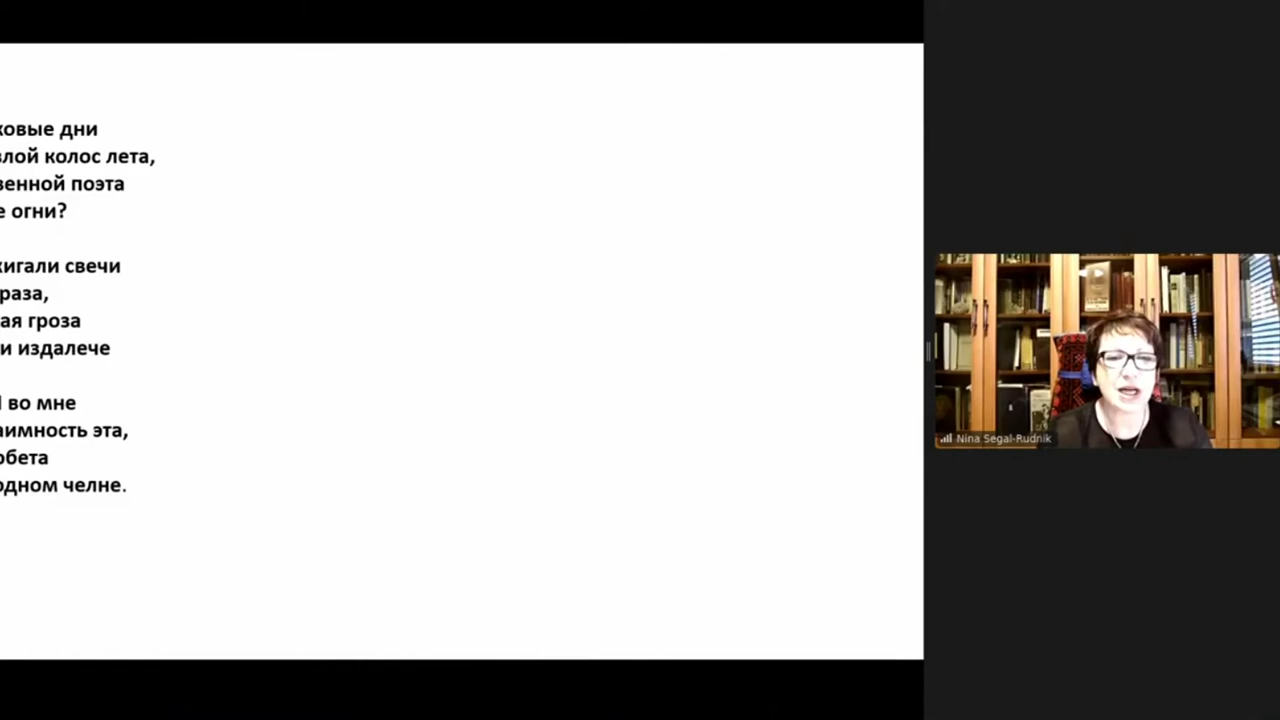 ковые дни
злой колос лета,
венной поэта
е огни?
жигали свечи
раза,
ая гроза
и издалече
во мне
аимность эта,
обета
одном челне.
Nina Segal-Rudnik